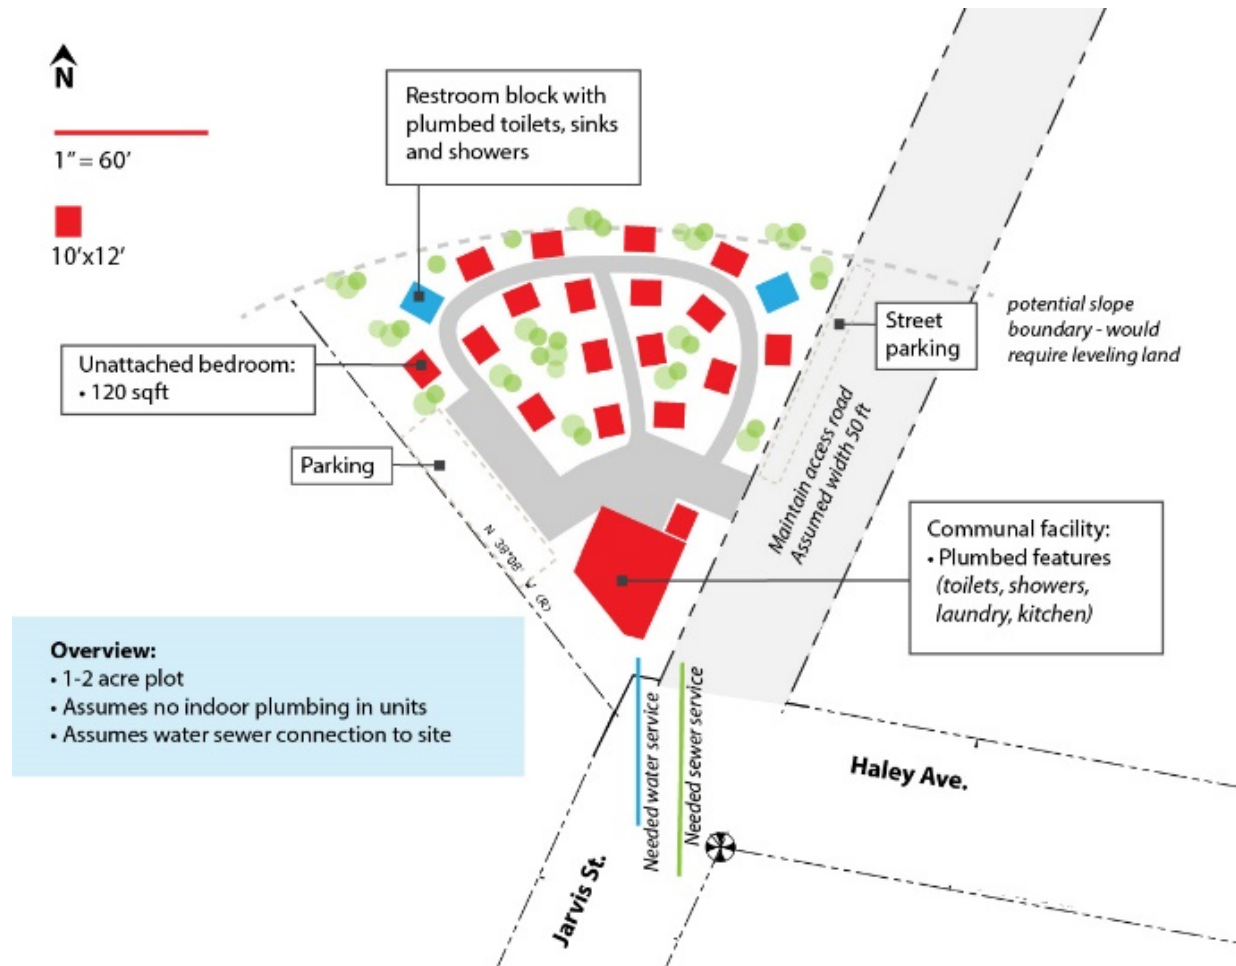 N
1" = 60'
10'x12'
Restroom block with
plumbed toilets, sinks
and showers
Unattached bedroom:
• 120 sqft
Parking
Street
parking
potential slope
boundary - would
require leveling land
Maintain access road
Assumed width 50 ft
N 38°08' W (R)
Communal facility:
• Plumbed features
(toilets, showers,
laundry, kitchen)
Overview:
• 1-2 acre plot
• Assumes no indoor plumbing in units
• Assumes water sewer connection to site
Needed water service
Needed sewer service
Haley Ave.
Jarvis St.